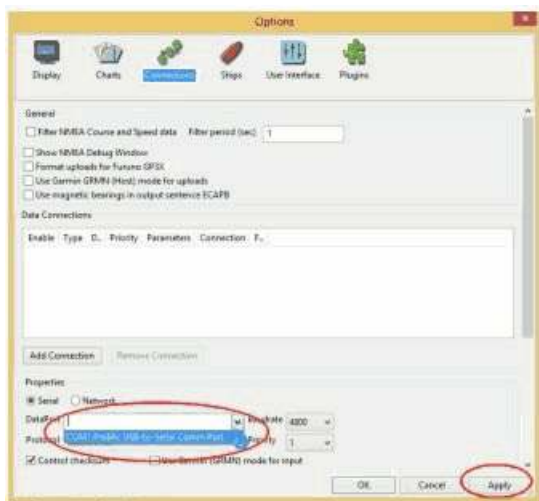 Options
Display Charts Connections Ships User Interface Plugins
General
Filter NMEA Course and Speed data Filter period (sec) 1
Show NMEA Debug Window
Format uploads for Furuno GP3X
Use Garmin GRMN (Host) mode for uploads
Use magnetic bearings in output sentence ECAPB
Data Connections
Enable Type D.. Priority Parameters Connection F..
Add Connection Remove Connection
Properties
Serial Network
DataPort Baudrate 4800
Protocol COM1-Prolific USB-to-Serial Comm Port Priority 1
Control checksum Use Garmin (GRMN) mode for input
OK Cancel Apply